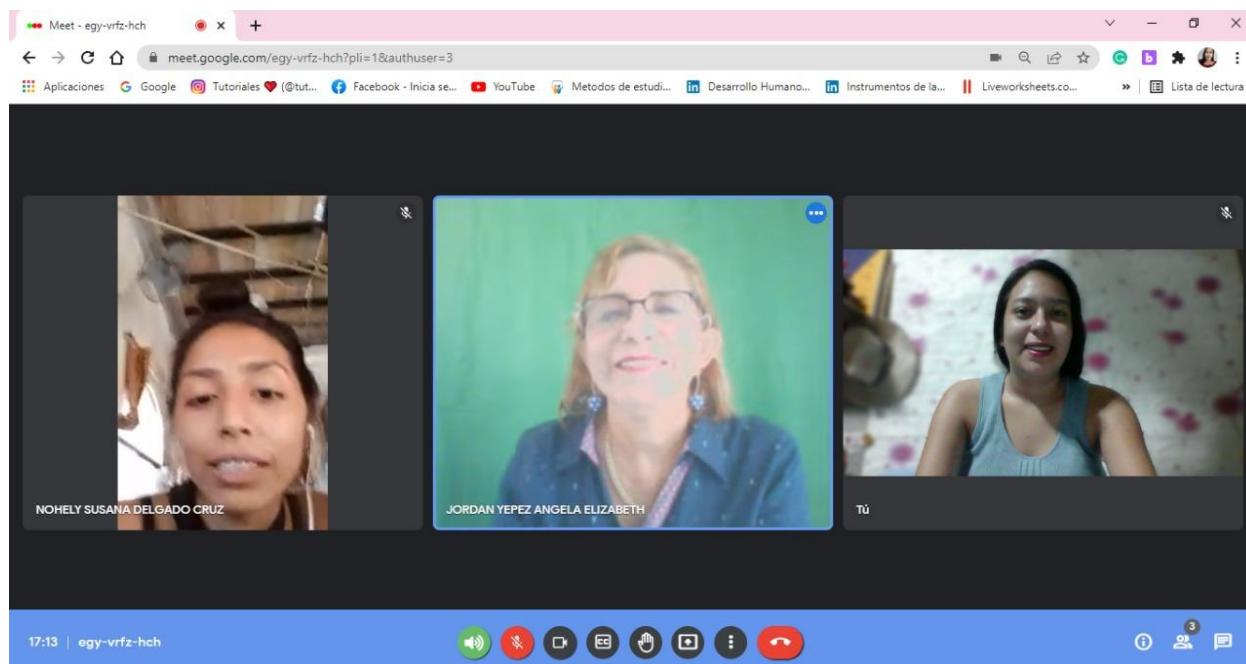 Meet - egy-vrfz-hch
meet.google.com/egy-vrfz-hch?pli=1&authuser=3
Aplicaciones Google Tutoriales (@tut... Facebook - Inicia se... YouTube Metodos de estudi... Desarrollo Humano... Instrumentos de la... Liveworksheets.co... » Lista de lectura
NOHELY SUSANA DELGADO CRUZ
JORDAN YEPEZ ANGELA ELIZABETH
Tú
17:13 | egy-vrfz-hch
3